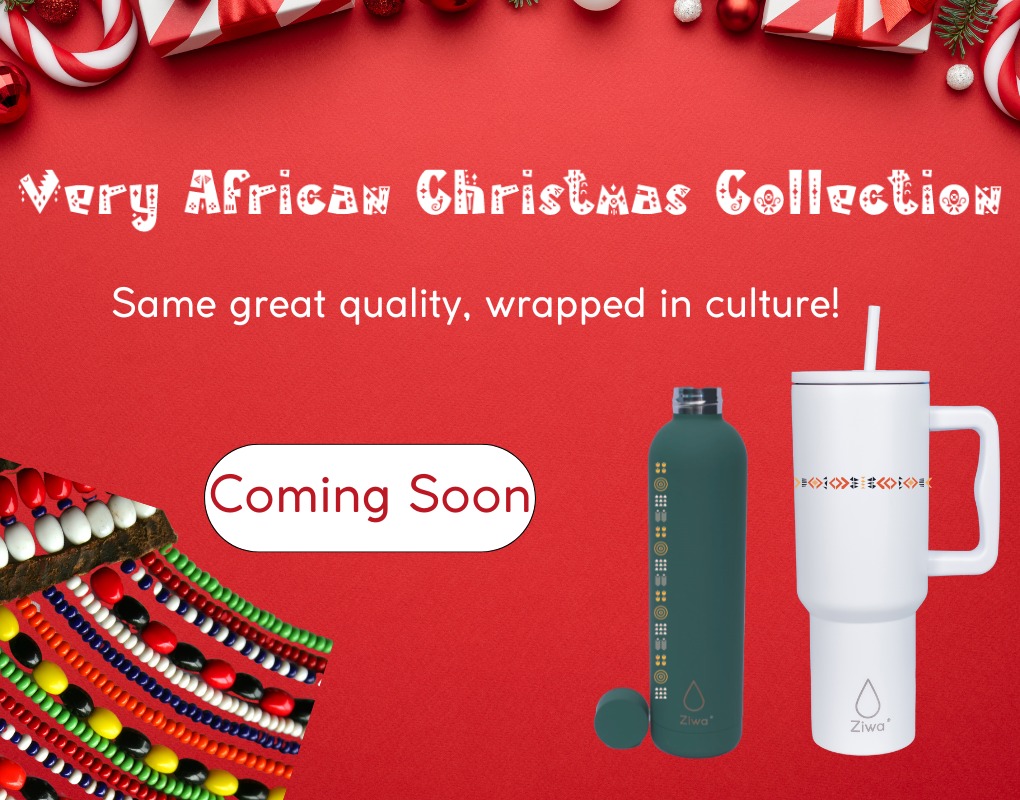 Very African Christmas Collection
Same great quality, wrapped in culture!
Coming Soon
Ziwa
Ziwa